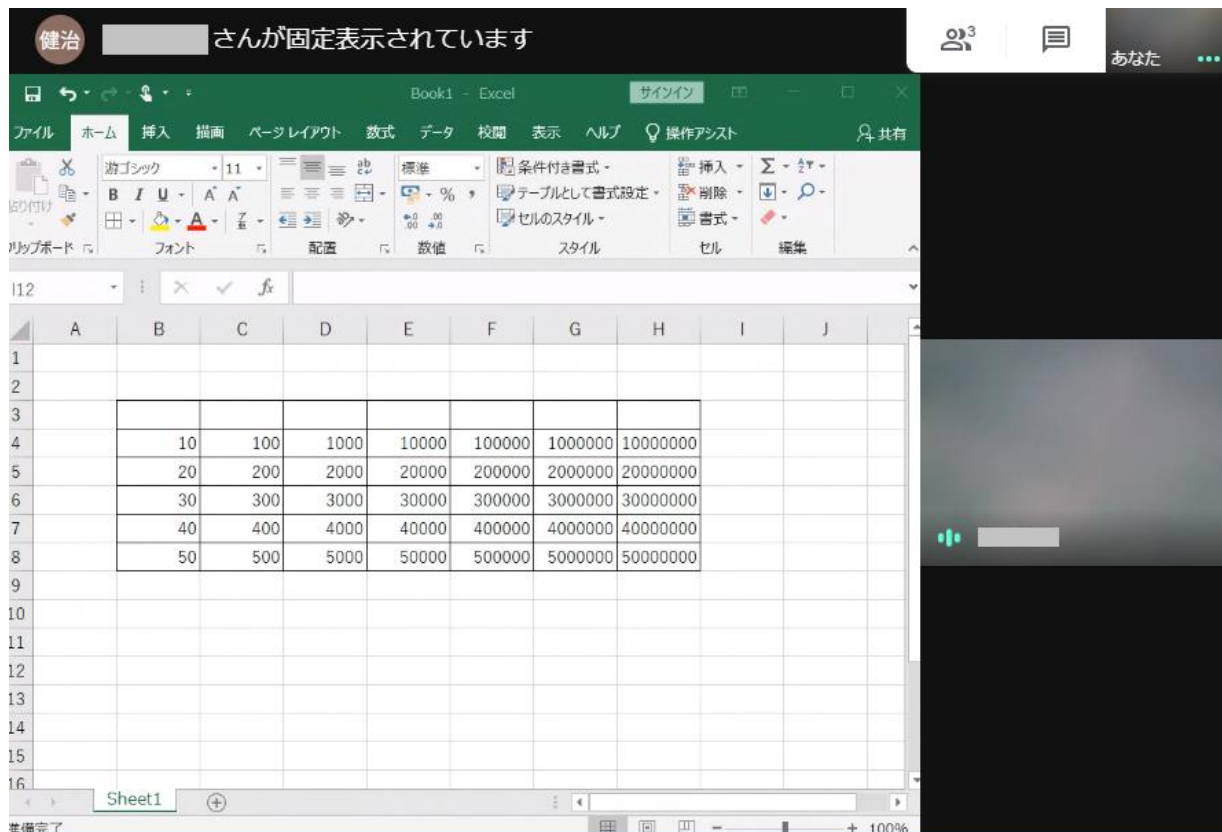 健治 さんが固定表示されています
3
あなた
Book1 - Excel サインイン
ファイル ホーム 挿入 描画 ページレイアウト 数式 データ 校閲 表示 ヘルプ 操作アシスト 共有
游ゴシック 11 標準 条件付き書式 挿入
B I U A A % テーブルとして書式設定 削除
A セルのスタイル 書式
フォント 配置 数値 スタイル セル 編集
I12 fx
A B C D E F G H I J
1
2
3
4 10 100 1000 10000 100000 1000000 10000000
5 20 200 2000 20000 200000 2000000 20000000
6 30 300 3000 30000 300000 3000000 30000000
7 40 400 4000 40000 400000 4000000 40000000
8 50 500 5000 50000 500000 5000000 50000000
9
10
11
12
13
14
15
16
Sheet1
準備完了 100%